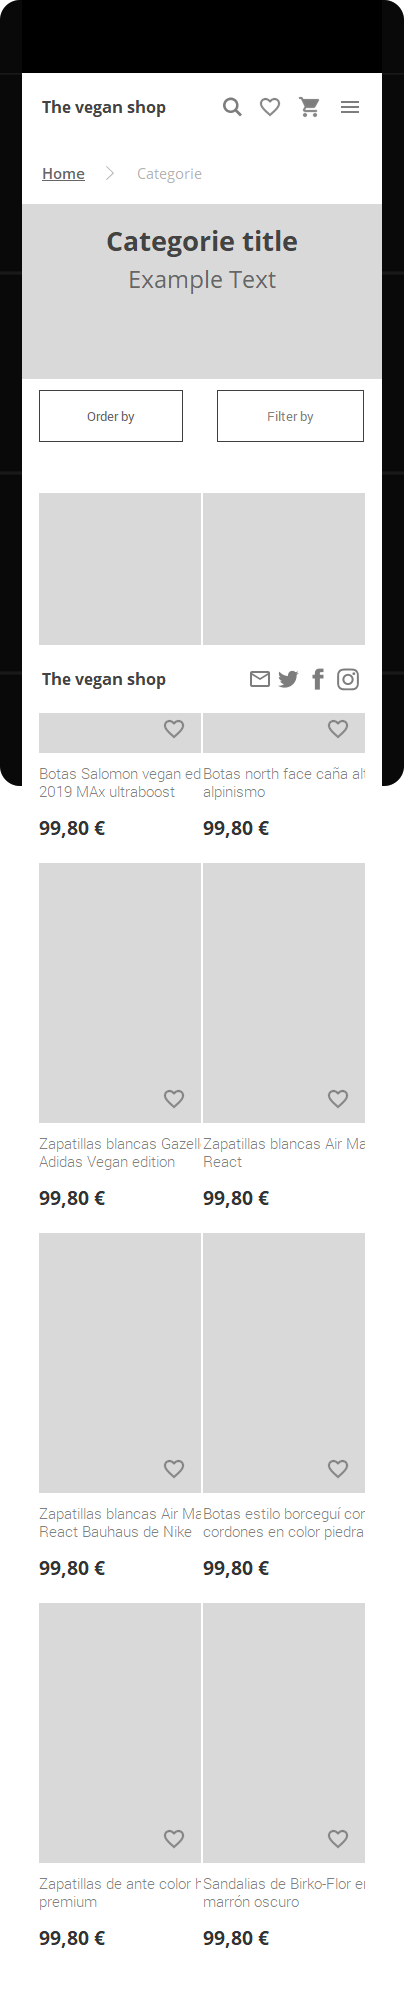 The vegan shop
Home Categorie
Categorie title
Example Text
Order by Filter by
The vegan shop
Botas Salomon vegan ed
2019 MAx ultraboost
99,80 €
Botas north face caña
alpinismo
99,80 €
Zapatillas blancas Gazell
Adidas Vegan edition
99,80 €
Zapatillas blancas Air Ma
React
99,80 €
Zapatillas blancas Air Ma
React Bauhaus de Nike
99,80 €
Botas estilo borceguí
cordones en color piedra
99,80 €
Zapatillas de ante color
premium
99,80 €
Sandalias de Birko-Flor
marrón oscuro
99,80 €